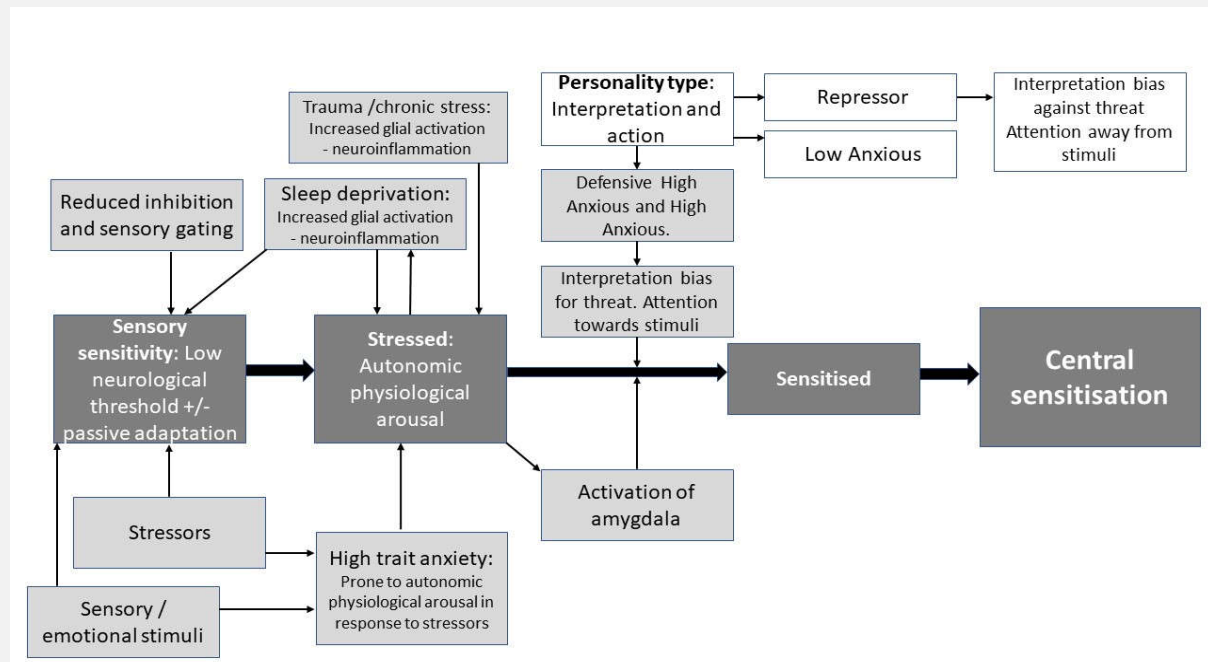 Personality type:
Interpretation and
action
Repressor
Interpretation bias
against threat
Attention away from
stimuli
Low Anxious
Trauma /chronic stress:
Increased glial activation
- neuroinflammation
Defensive High
Anxious and High
Anxious.
Reduced inhibition
and sensory gating
Sleep deprivation:
Increased glial activation
- neuroinflammation
Interpretation bias
for threat. Attention
towards stimuli
Sensory
sensitivity: Low
neurological
threshold +/-
passive adaptation
Stressed:
Autonomic
physiological
arousal
Sensitised
Central
sensitisation
Activation of
amygdala
Stressors
High trait anxiety:
Prone to autonomic
physiological arousal in
response to stressors
Sensory /
emotional stimuli